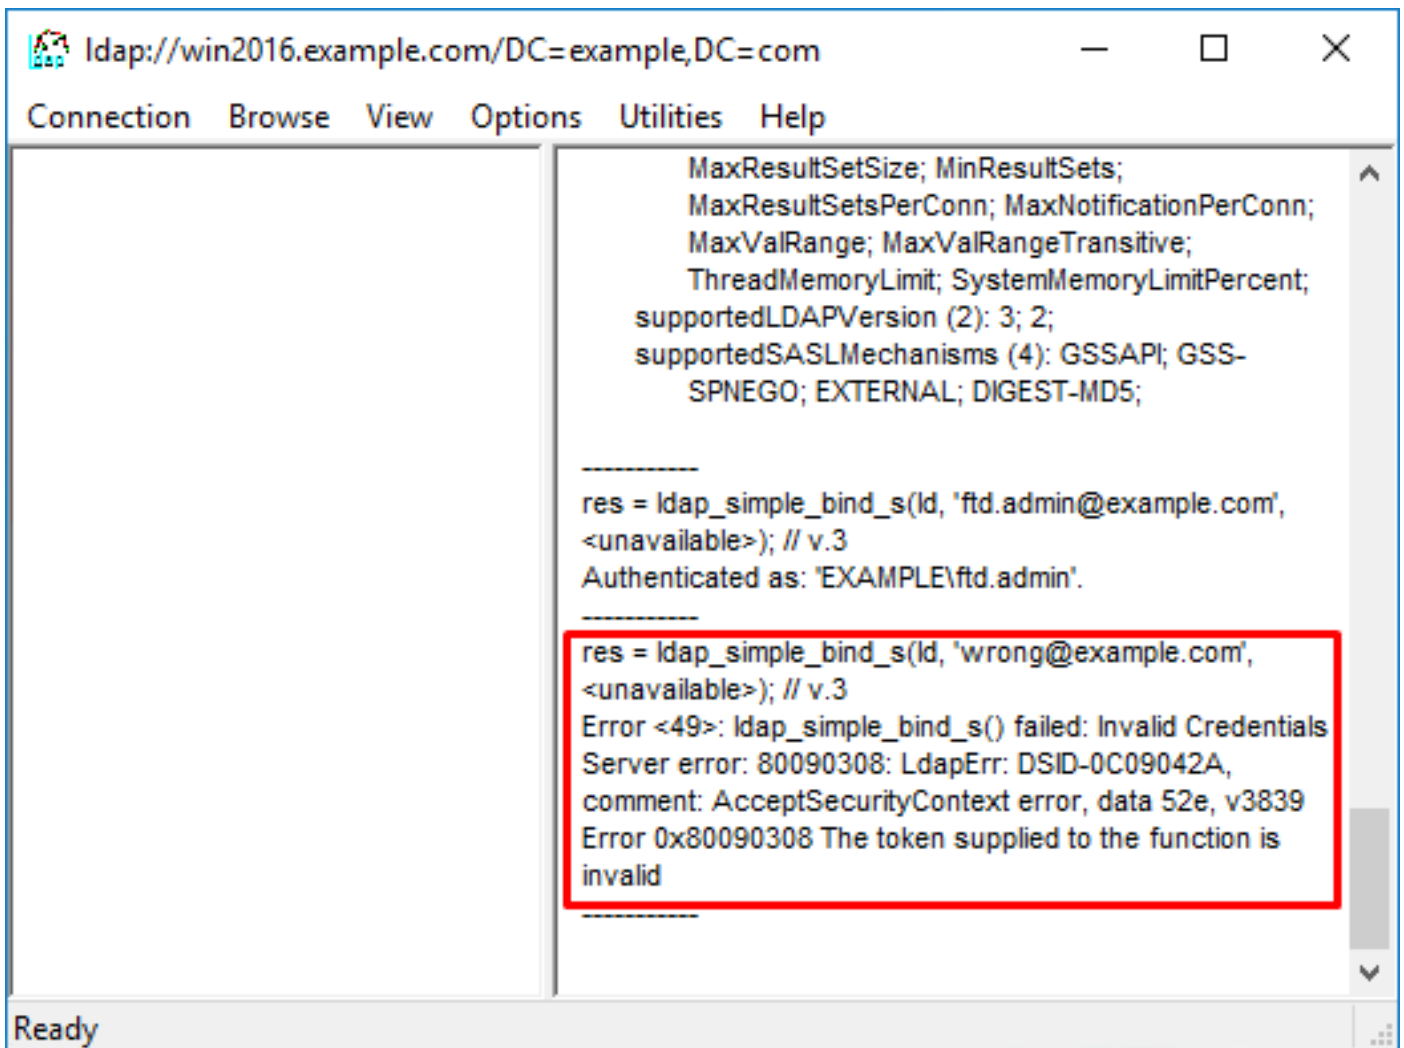 ldap://win2016.example.com/DC=example,DC=com
Connection Browse View Options Utilities Help
MaxResultSetSize; MinResultSets;
MaxResultSetsPerConn; MaxNotificationPerConn;
MaxValRange; MaxValRangeTransitive;
ThreadMemoryLimit; SystemMemoryLimitPercent;
supportedLDAPVersion (2): 3; 2;
supportedSASLMechanisms (4): GSSAPI; GSS-
SPNEGO; EXTERNAL; DIGEST-MD5;
-----------
res = ldap_simple_bind_s(ld, 'ftd.admin@example.com',
<unavailable>); // v.3
Authenticated as: 'EXAMPLE\ftd.admin'.
-----------
res = ldap_simple_bind_s(ld, 'wrong@example.com',
<unavailable>); // v.3
Error <49>: ldap_simple_bind_s() failed: Invalid Credentials
Server error: 80090308: LdapErr: DSID-0C09042A,
comment: AcceptSecurityContext error, data 52e, v3839
Error 0x80090308 The token supplied to the function is
invalid
-----------
Ready